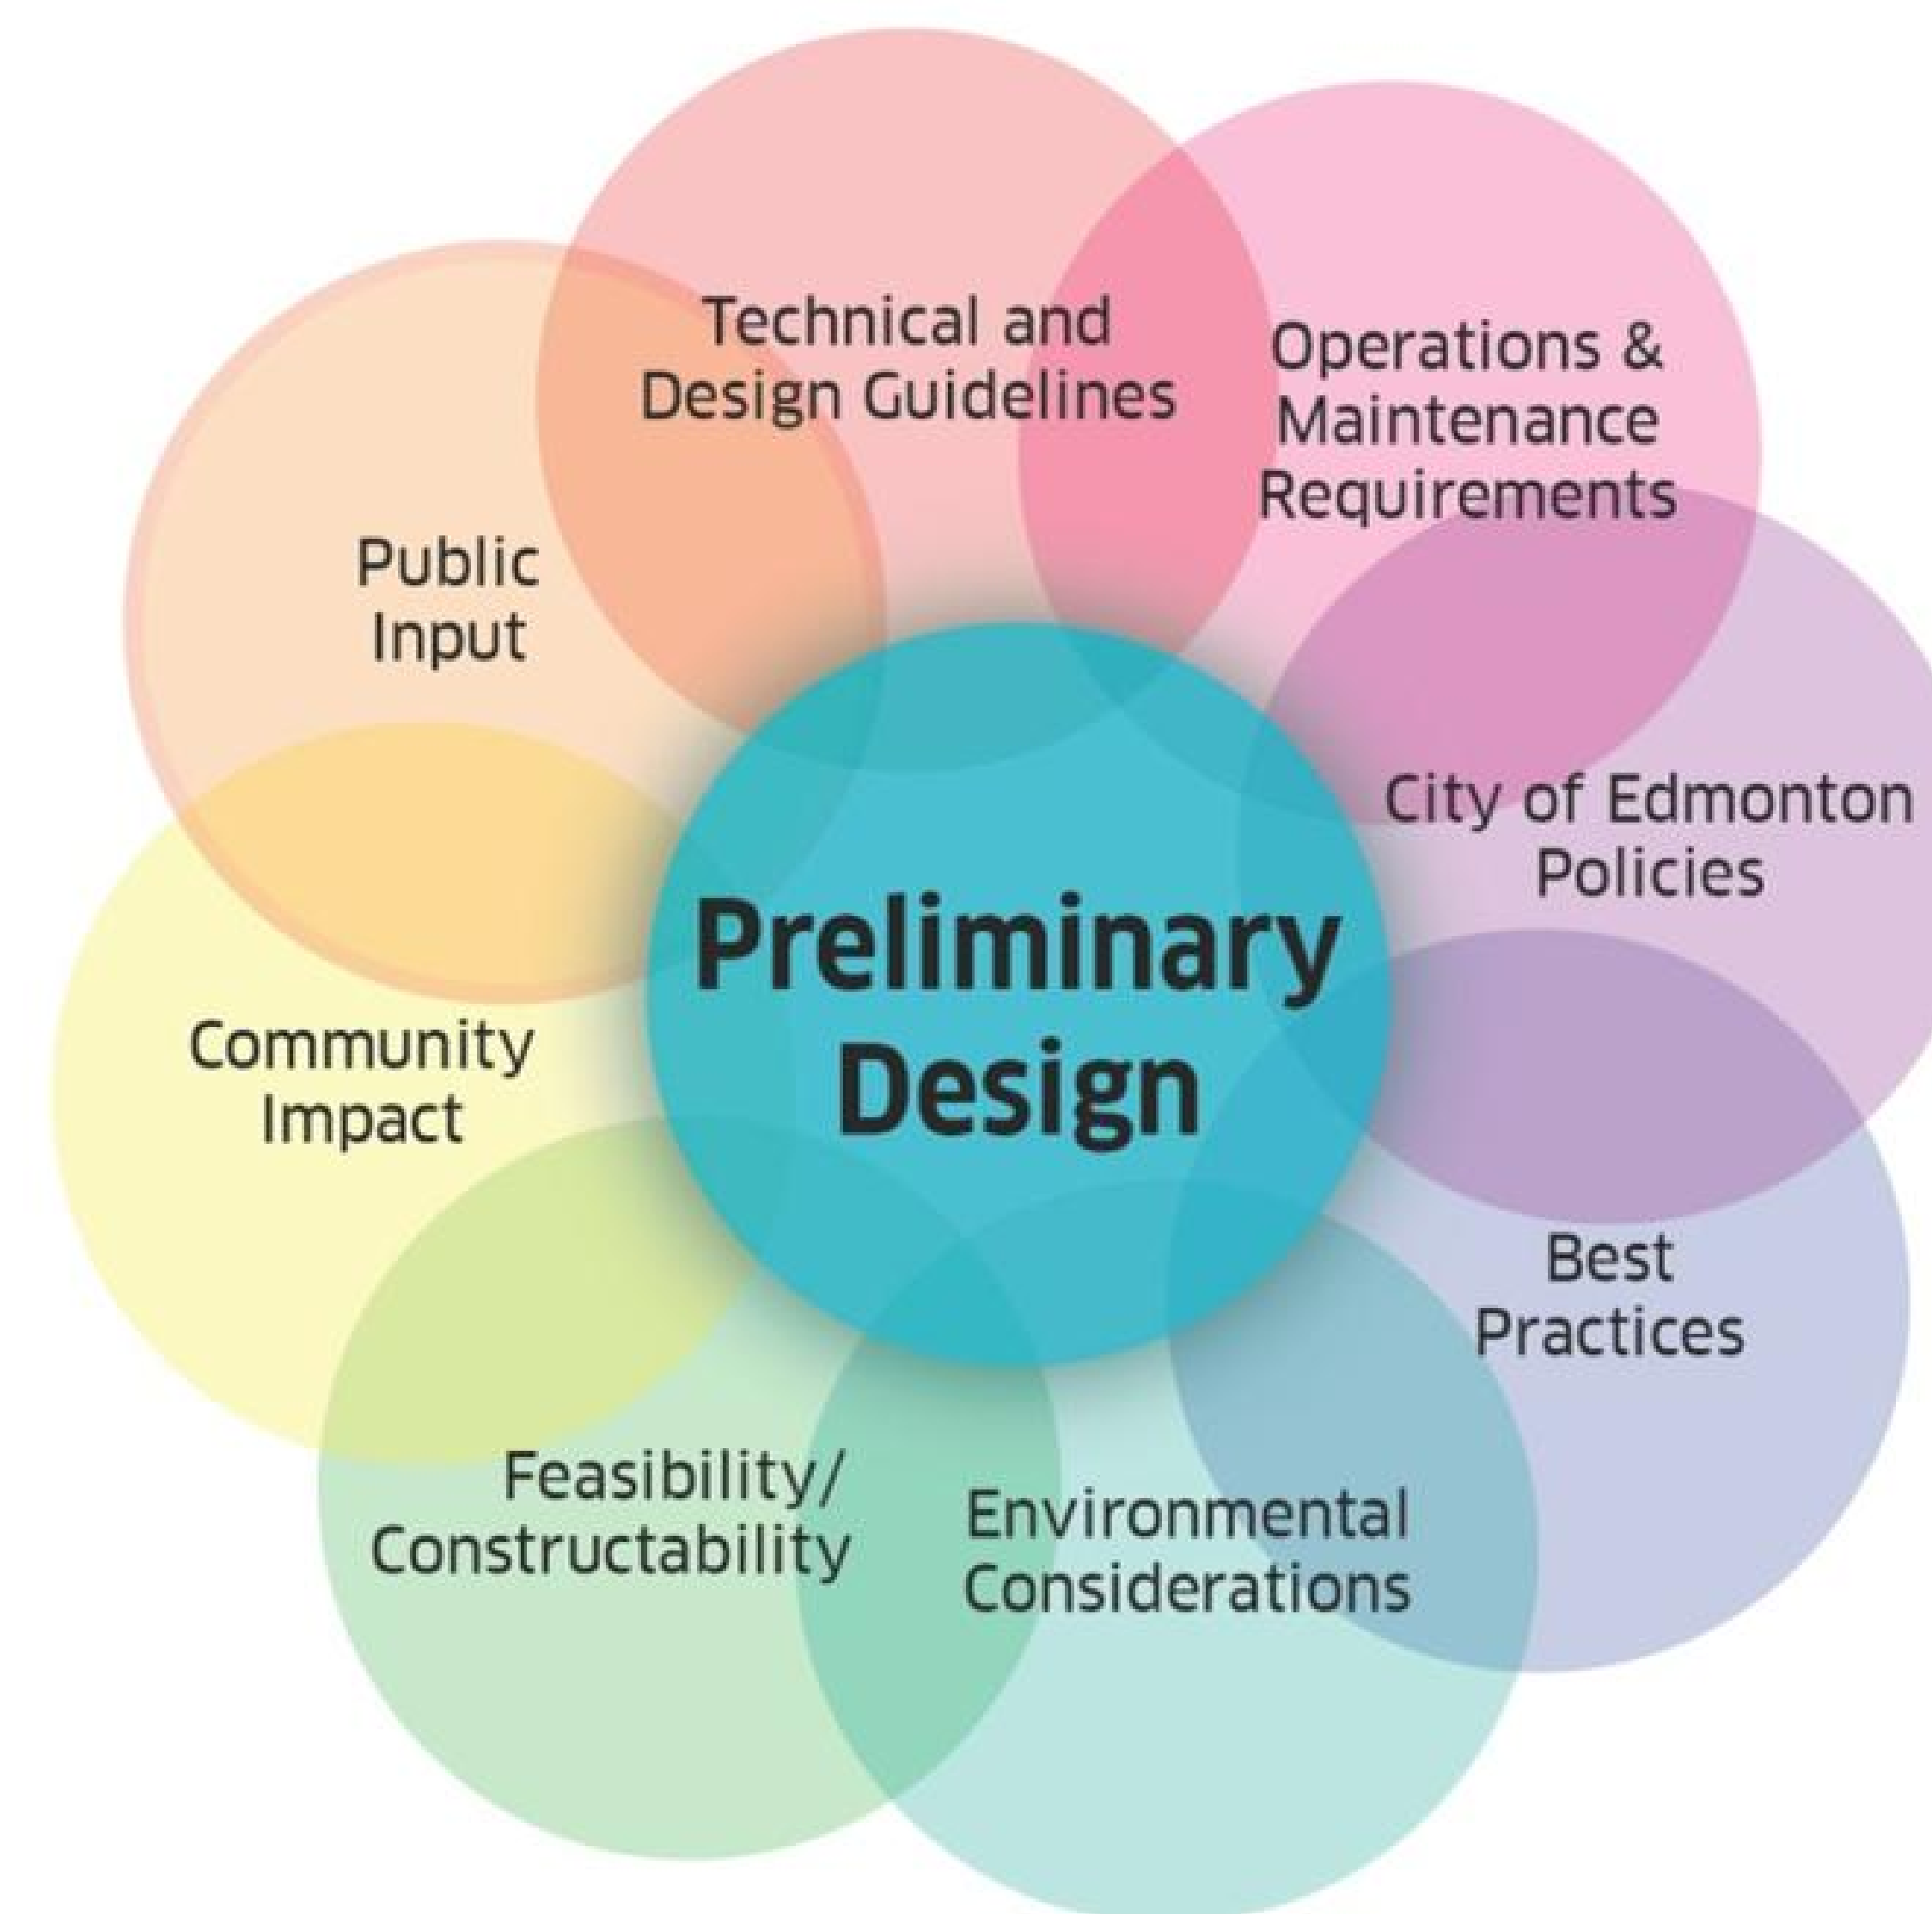 Technical and
Design Guidelines
Operations &
Maintenance
Requirements
Public
Input
City of Edmonton
Policies
Preliminary
Design
Community
Impact
Best
Practices
Feasibility/
Constructability
Environmental
Considerations